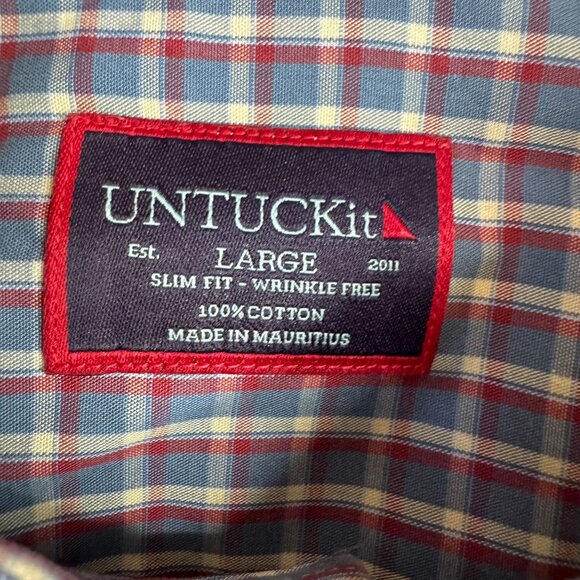 UNTUCKit
Est. LARGE 2011
SLIM FIT - WRINKLE FREE
100% COTTON
MADE IN MAURITIUS